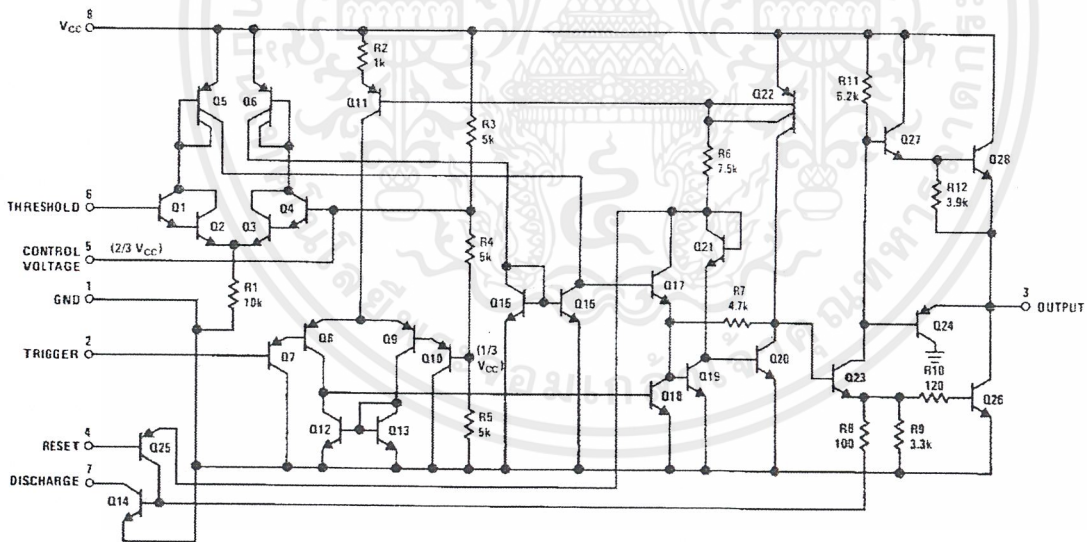 VCC 8
R2
1k
Q5
Q6
Q11
R3
5k
Q22
R11
6.2k
Q27
Q28
R6
7.5k
R12
3.9k
THRESHOLD 6
Q1
Q2
Q3
Q4
CONTROL
VOLTAGE 5 (2/3 VCC)
R4
5k
Q21
R1
10k
GND 1
Q16
Q15
Q17
R7
4.7k
3 OUTPUT
TRIGGER 2
Q7
Q8
Q9
Q10
(1/3
VCC)
Q18
Q19
Q20
Q23
Q24
R10
120
Q26
Q12
Q13
R5
5k
R8
100
R9
3.3k
RESET 4
Q25
DISCHARGE 7
Q14